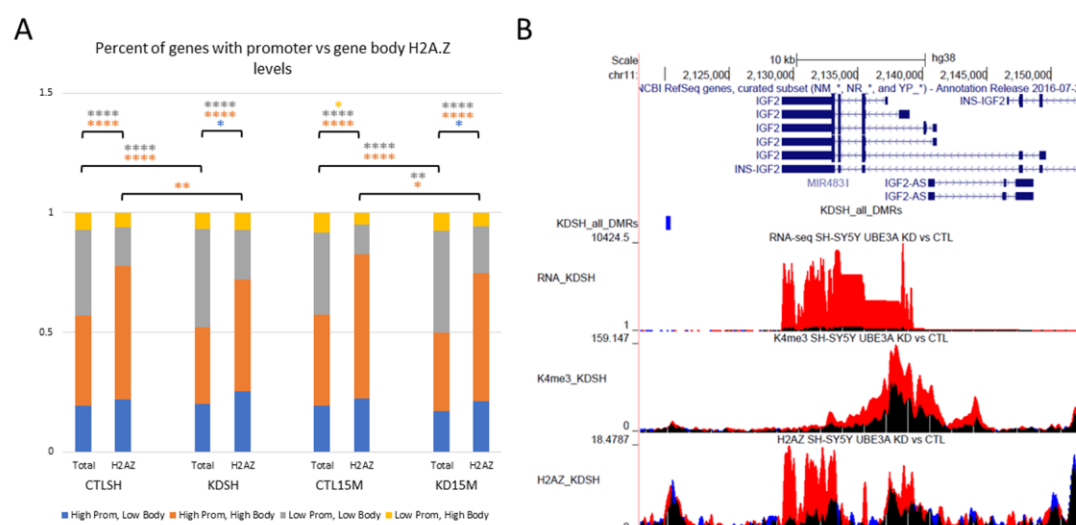 A
Percent of genes with promoter vs gene body H2A.Z
levels
1.5
****
****
****
****
*
*
****
****
****
****
*
****
****
****
****
**
**
*
1
0.5
0
Total H2AZ Total H2AZ Total H2AZ Total H2AZ
CTLSH KDSH CTL15M KD15M
High Prom, Low Body High Prom, High Body Low Prom, Low Body Low Prom, High Body
B
Scale 10 kb hg38
chr11: 2,125,000 2,130,000 2,135,000 2,140,000 2,145,000 2,150,000
NCBI RefSeq genes, curated subset (NM_*, NR_*, and YP_*) - Annotation Release 2016-07-2
IGF2 INS-IGF2
IGF2
IGF2
IGF2
IGF2
INS-IGF2
MIR483 IGF2-AS
IGF2-AS
KDSH_all_DMRs
KDSH_all_DMRs
10424.5
RNA-seq SH-SY5Y UBE3A KD vs CTL
RNA_KDSH
1
K4me3 SH-SY5Y UBE3A KD vs CTL
159.147
K4me3_KDSH
0
H2AZ SH-SY5Y UBE3A KD vs CTL
18.4787
H2AZ_KDSH
0